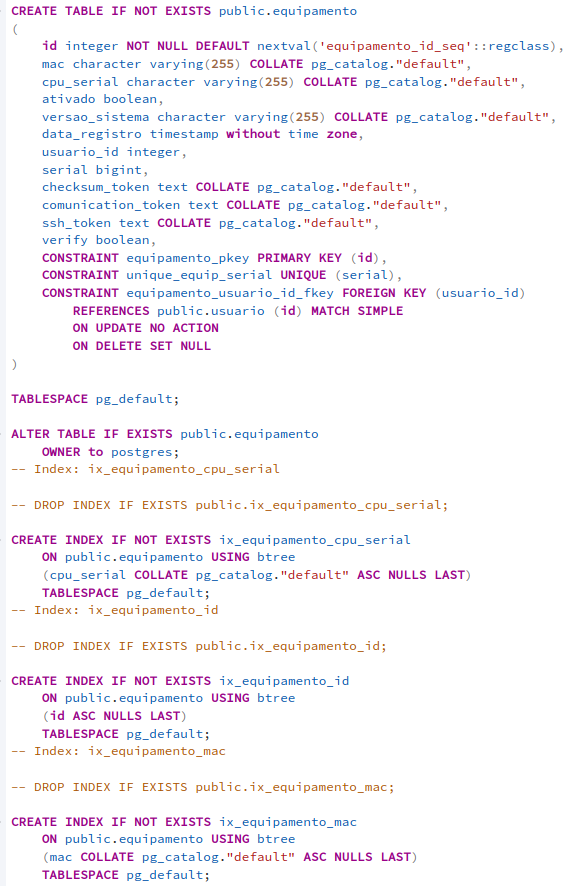 CREATE TABLE IF NOT EXISTS public.equipamento
(
    id integer NOT NULL DEFAULT nextval('equipamento_id_seq'::regclass),
    mac character varying(255) COLLATE pg_catalog."default",
    cpu_serial character varying(255) COLLATE pg_catalog."default",
    ativado boolean,
    versao_sistema character varying(255) COLLATE pg_catalog."default",
    data_registro timestamp without time zone,
    usuario_id integer,
    serial bigint,
    checksum_token text COLLATE pg_catalog."default",
    comunication_token text COLLATE pg_catalog."default",
    ssh_token text COLLATE pg_catalog."default",
    verify boolean,
    CONSTRAINT equipamento_pkey PRIMARY KEY (id),
    CONSTRAINT unique_equip_serial UNIQUE (serial),
    CONSTRAINT equipamento_usuario_id_fkey FOREIGN KEY (usuario_id)
        REFERENCES public.usuario (id) MATCH SIMPLE
        ON UPDATE NO ACTION
        ON DELETE SET NULL
)
TABLESPACE pg_default;
ALTER TABLE IF EXISTS public.equipamento
    OWNER to postgres;
-- Index: ix_equipamento_cpu_serial
-- DROP INDEX IF EXISTS public.ix_equipamento_cpu_serial;
CREATE INDEX IF NOT EXISTS ix_equipamento_cpu_serial
    ON public.equipamento USING btree
    (cpu_serial COLLATE pg_catalog."default" ASC NULLS LAST)
    TABLESPACE pg_default;
-- Index: ix_equipamento_id
-- DROP INDEX IF EXISTS public.ix_equipamento_id;
CREATE INDEX IF NOT EXISTS ix_equipamento_id
    ON public.equipamento USING btree
    (id ASC NULLS LAST)
    TABLESPACE pg_default;
-- Index: ix_equipamento_mac
-- DROP INDEX IF EXISTS public.ix_equipamento_mac;
CREATE INDEX IF NOT EXISTS ix_equipamento_mac
    ON public.equipamento USING btree
    (mac COLLATE pg_catalog."default" ASC NULLS LAST)
    TABLESPACE pg_default;